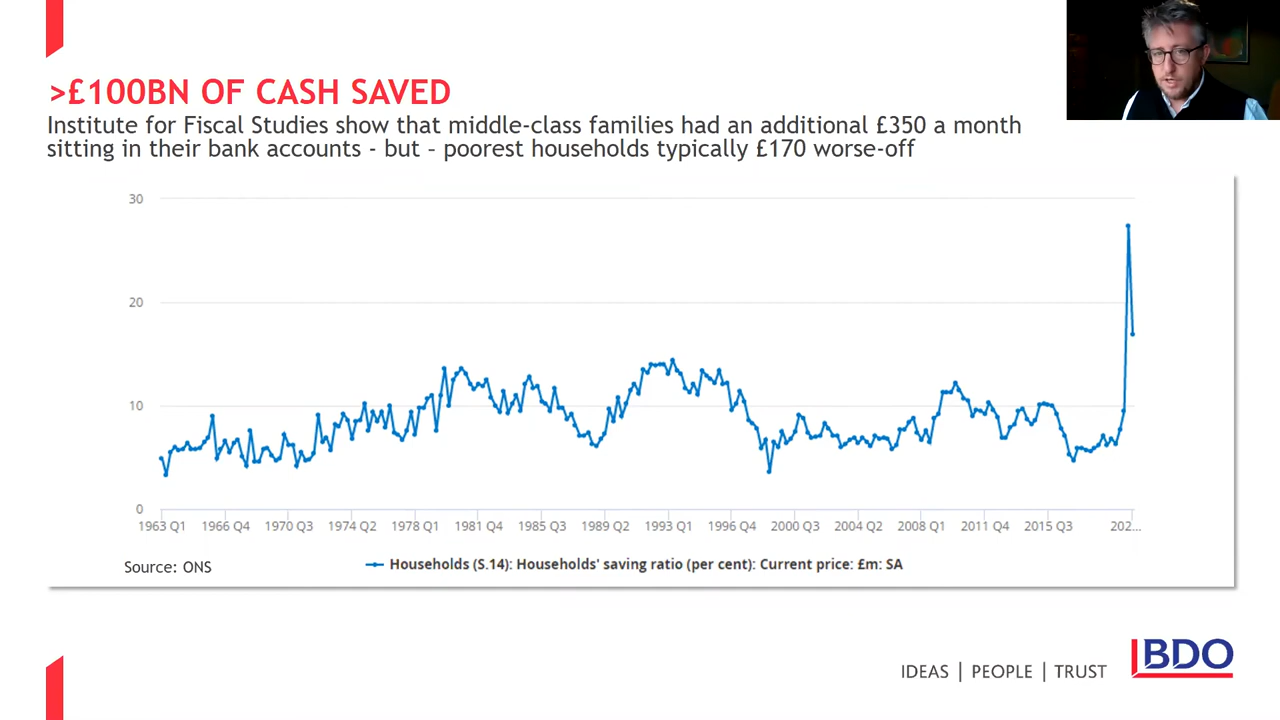 >£100BN OF CASH SAVED
Institute for Fiscal Studies show that middle-class families had an additional £350 a month
sitting in their bank accounts - but – poorest households typically £170 worse-off
30
20
10
0
1963 Q1 1966 Q4 1970 Q3 1974 Q2 1978 Q1 1981 Q4 1985 Q3 1989 Q2 1993 Q1 1996 Q4 2000 Q3 2004 Q2 2008 Q1 2011 Q4 2015 Q3 202...
Source: ONS
Households (S.14): Households' saving ratio (per cent): Current price: £m: SA
IDEAS | PEOPLE | TRUST
BDO